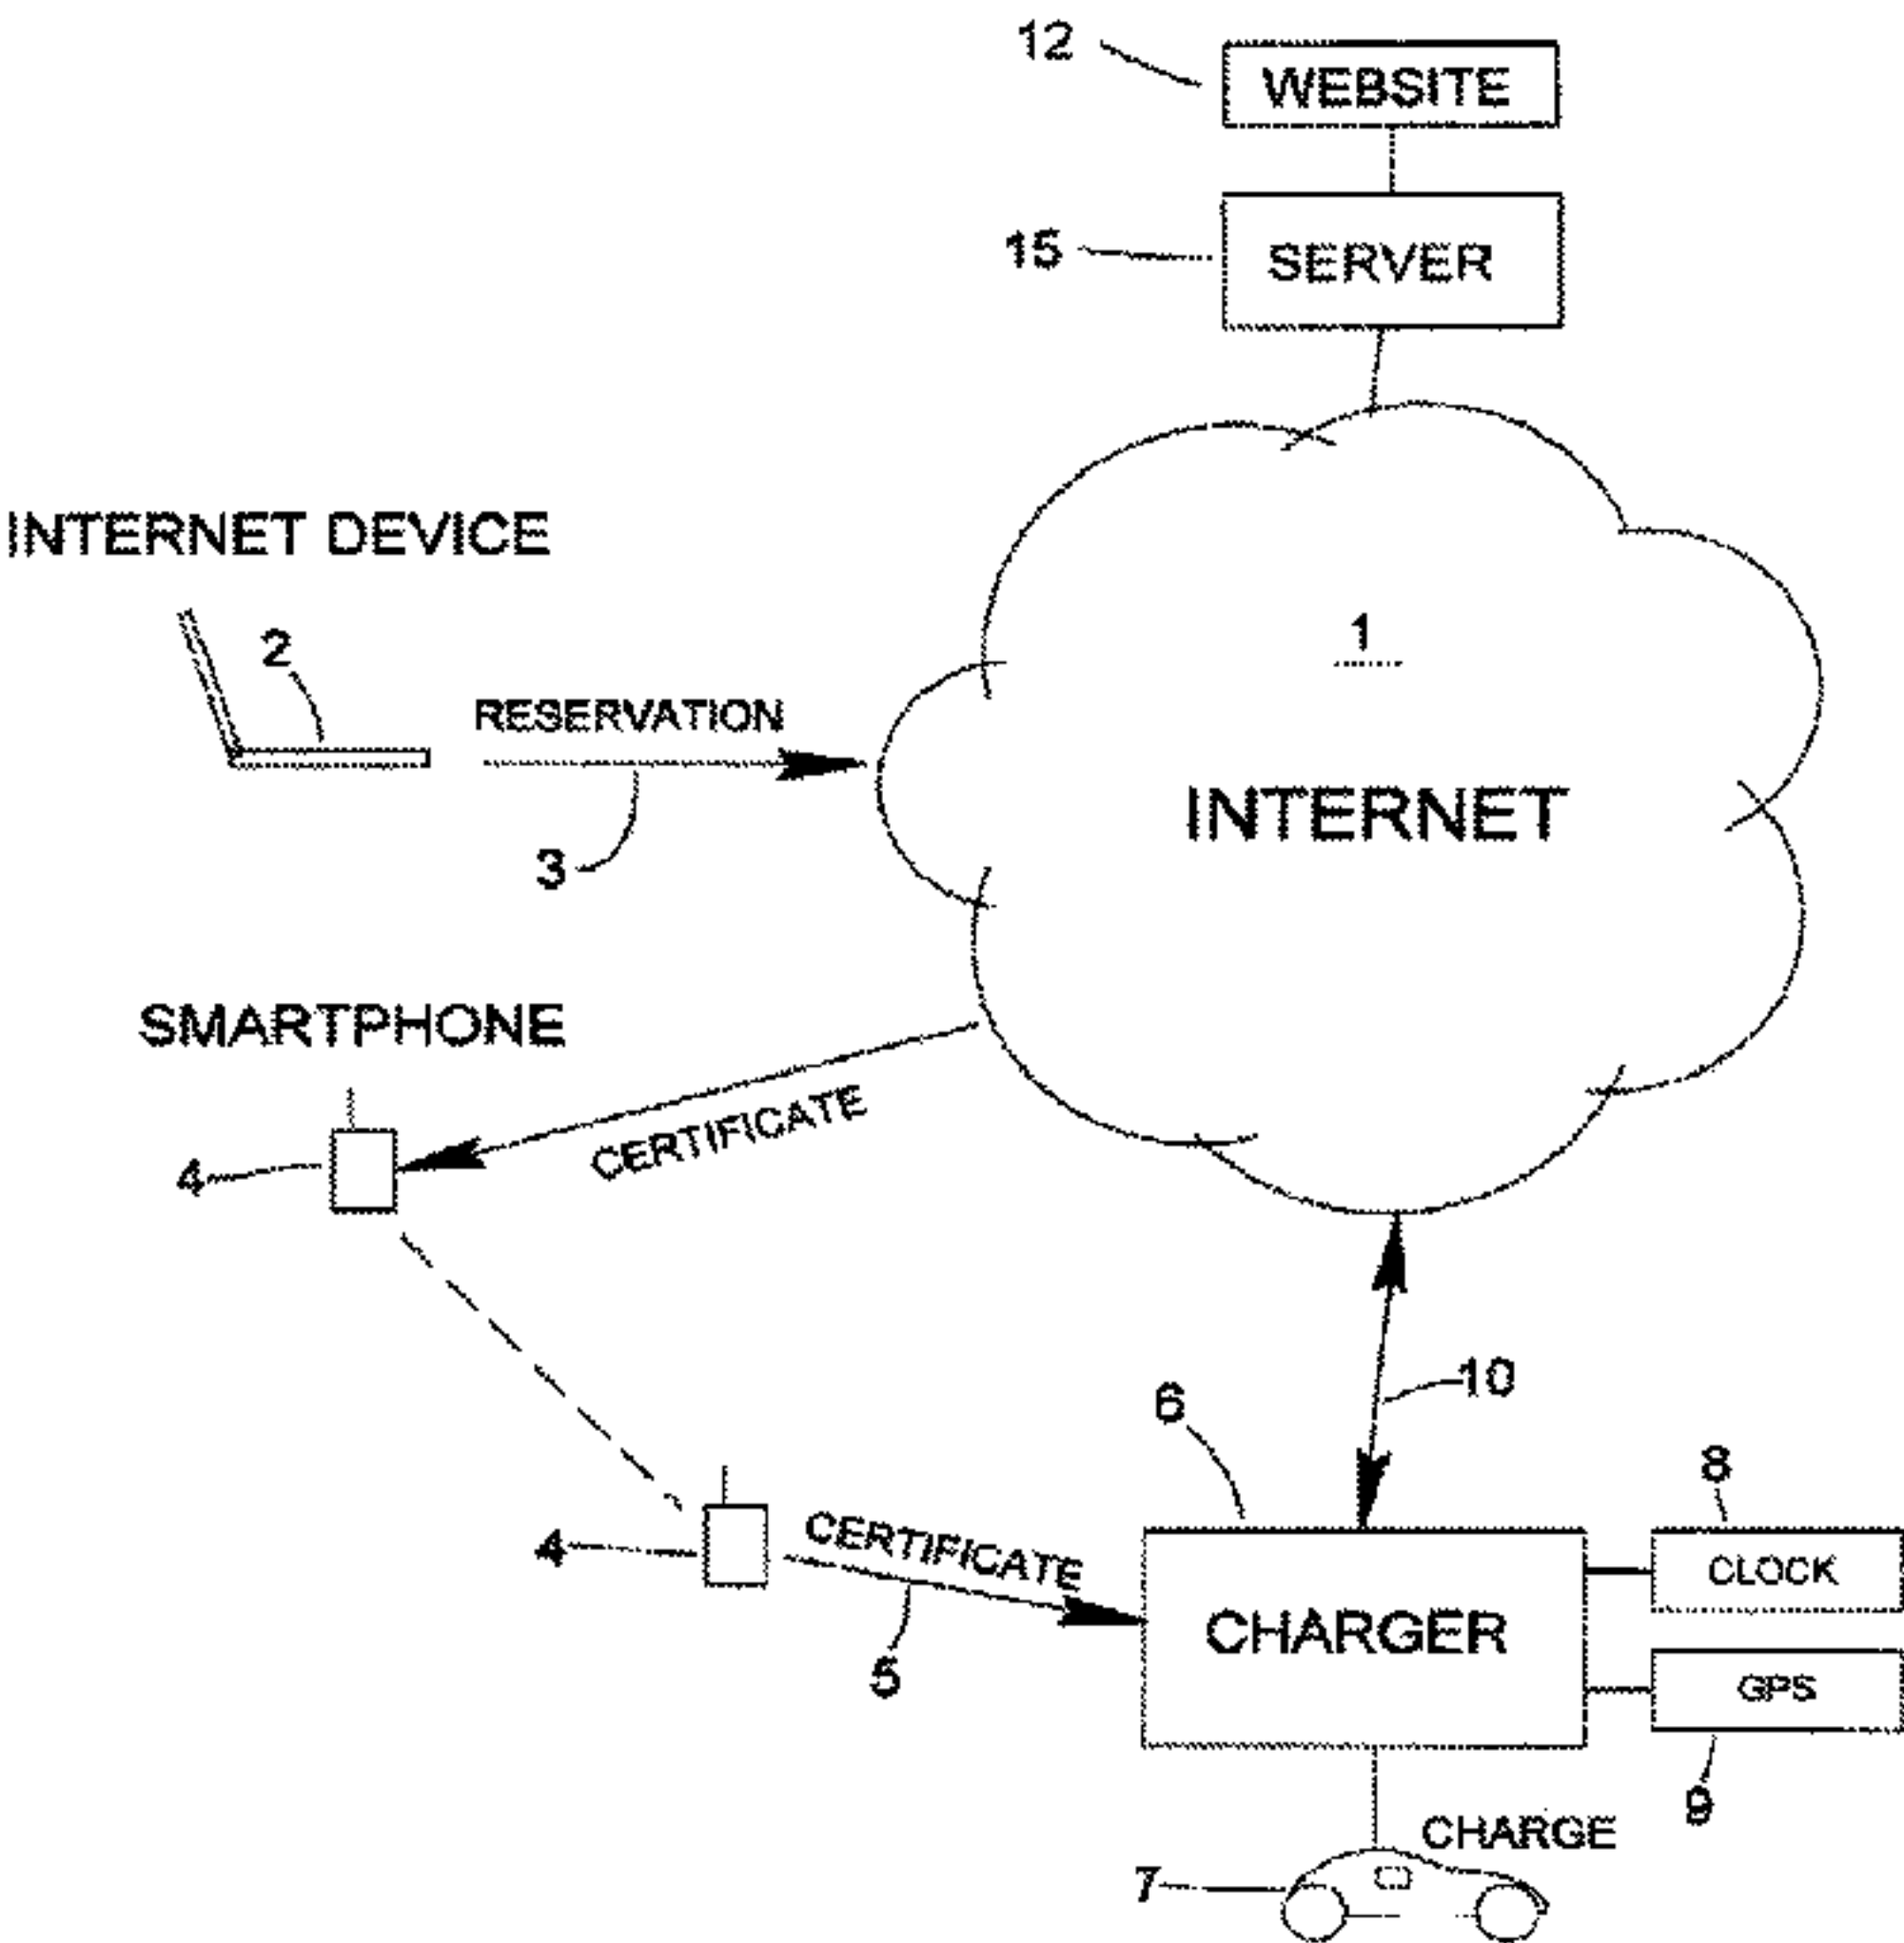 12
WEBSITE
15
SERVER
INTERNET DEVICE
2
1
RESERVATION
INTERNET
3
SMARTPHONE
CERTIFICATE
4
10
6
8
4
CERTIFICATE
CLOCK
CHARGER
5
GPS
9
CHARGE
7